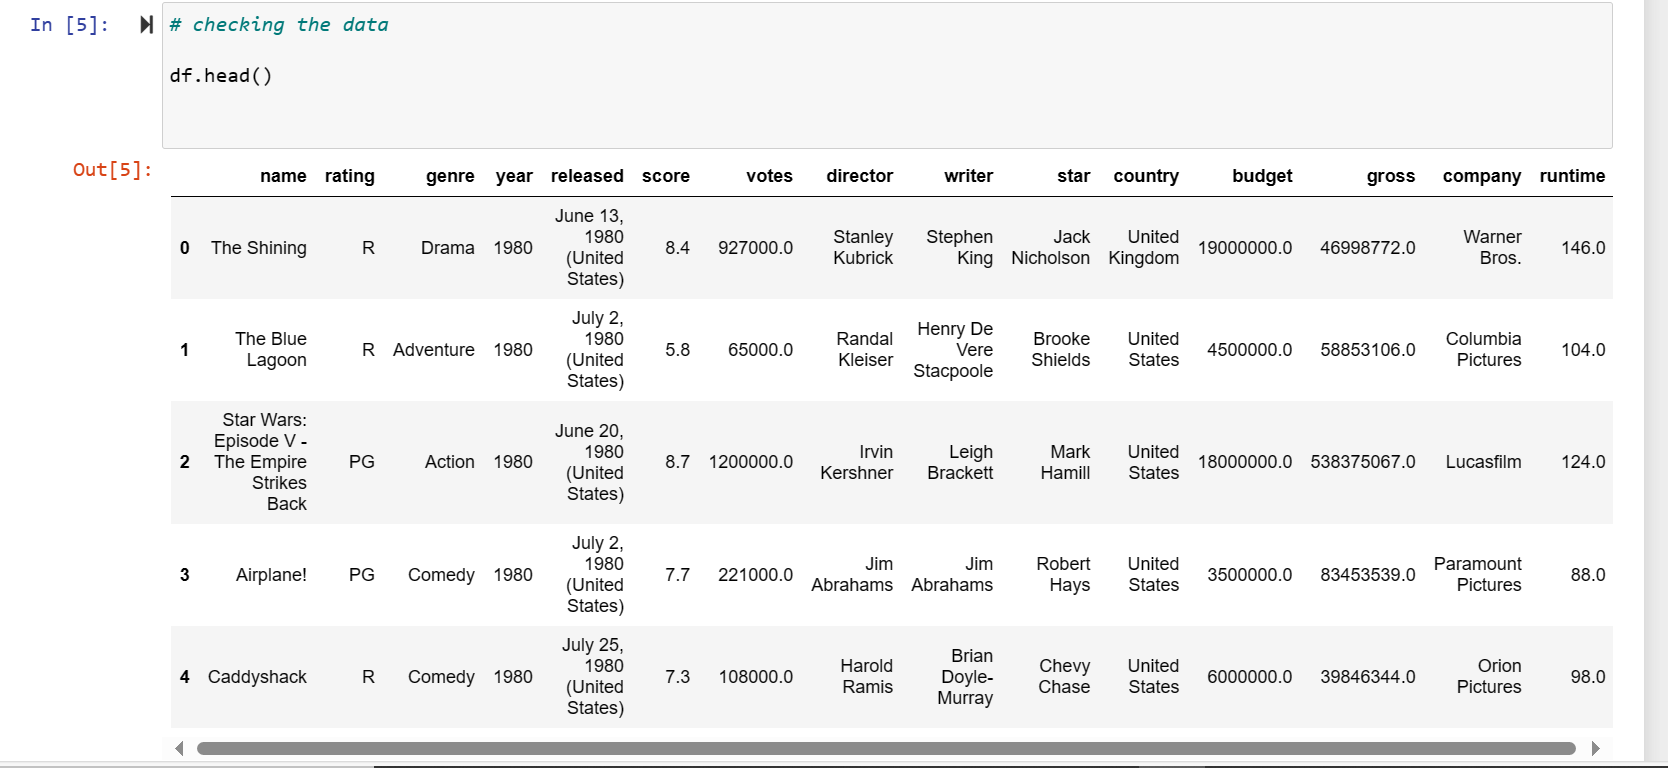 In [5]:
# checking the data
df.head()
Out[5]:
name rating genre year released score votes director writer star country budget gross company runtime
0 The Shining R Drama 1980 June 13, 1980 (United States) 8.4 927000.0 Stanley Kubrick Stephen King Jack Nicholson United Kingdom 19000000.0 46998772.0 Warner Bros. 146.0
1 The Blue Lagoon R Adventure 1980 July 2, 1980 (United States) 5.8 65000.0 Randal Kleiser Henry De Vere Stacpoole Brooke Shields United States 4500000.0 58853106.0 Columbia Pictures 104.0
2 Star Wars: Episode V - The Empire Strikes Back PG Action 1980 June 20, 1980 (United States) 8.7 1200000.0 Irvin Kershner Leigh Brackett Mark Hamill United States 18000000.0 538375067.0 Lucasfilm 124.0
3 Airplane! PG Comedy 1980 July 2, 1980 (United States) 7.7 221000.0 Jim Abrahams Jim Abrahams Robert Hays United States 3500000.0 83453539.0 Paramount Pictures 88.0
4 Caddyshack R Comedy 1980 July 25, 1980 (United States) 7.3 108000.0 Harold Ramis Brian Doyle-Murray Chevy Chase United States 6000000.0 39846344.0 Orion Pictures 98.0